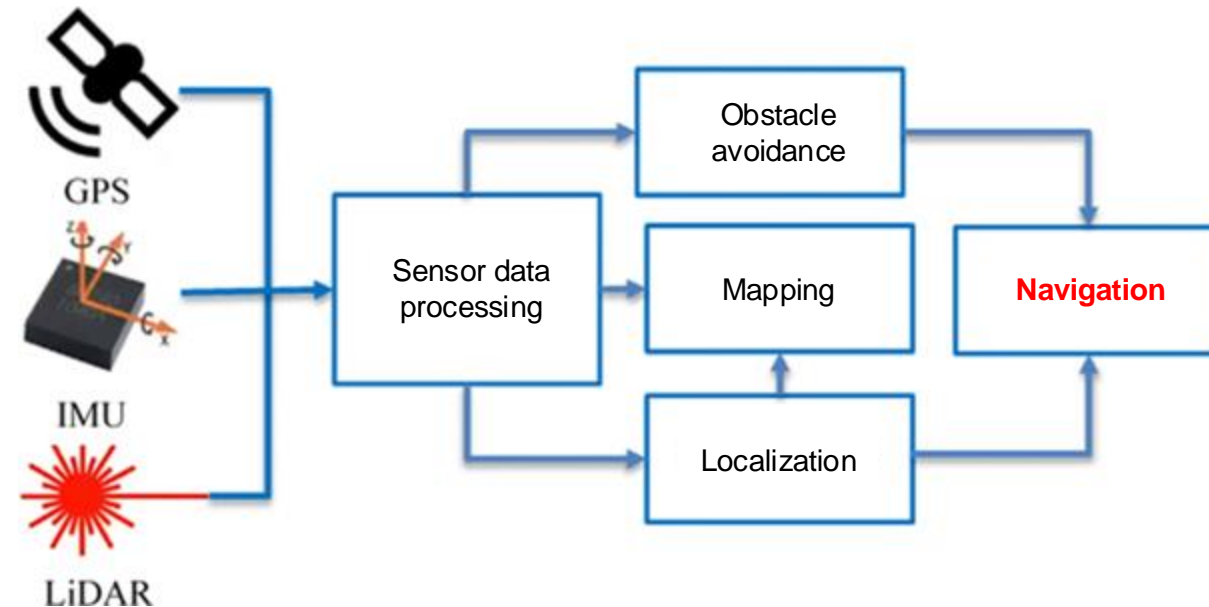 GPS
Z
Y
X
IMU
LiDAR
Sensor data
processing
Obstacle
avoidance
Mapping
Localization
Navigation